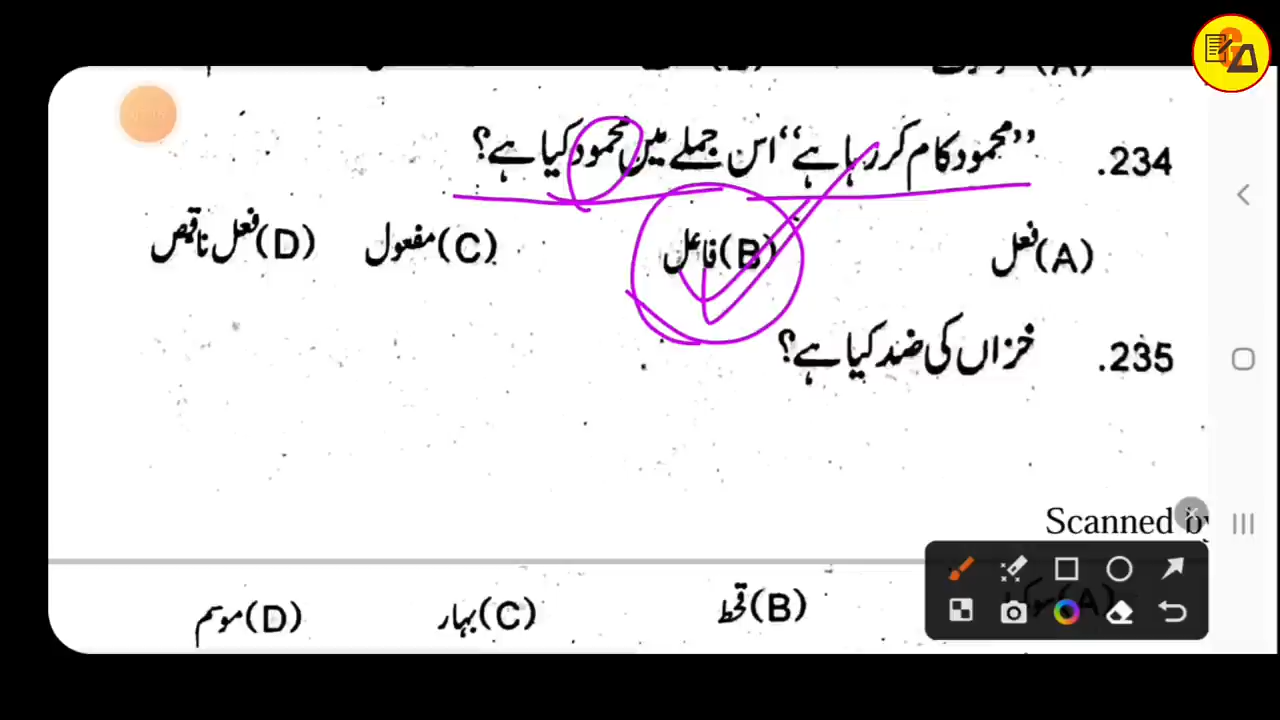 234. ”محمود کام کر رہا ہے“ اس جملے میں محمود کیا ہے؟
(A) فعل (B) فاعل (C) مفعول (D) فعل ناقص
235. خزاں کی ضد کیا ہے؟
Scanned by
(B) قحط (C) بہار (D) موسم